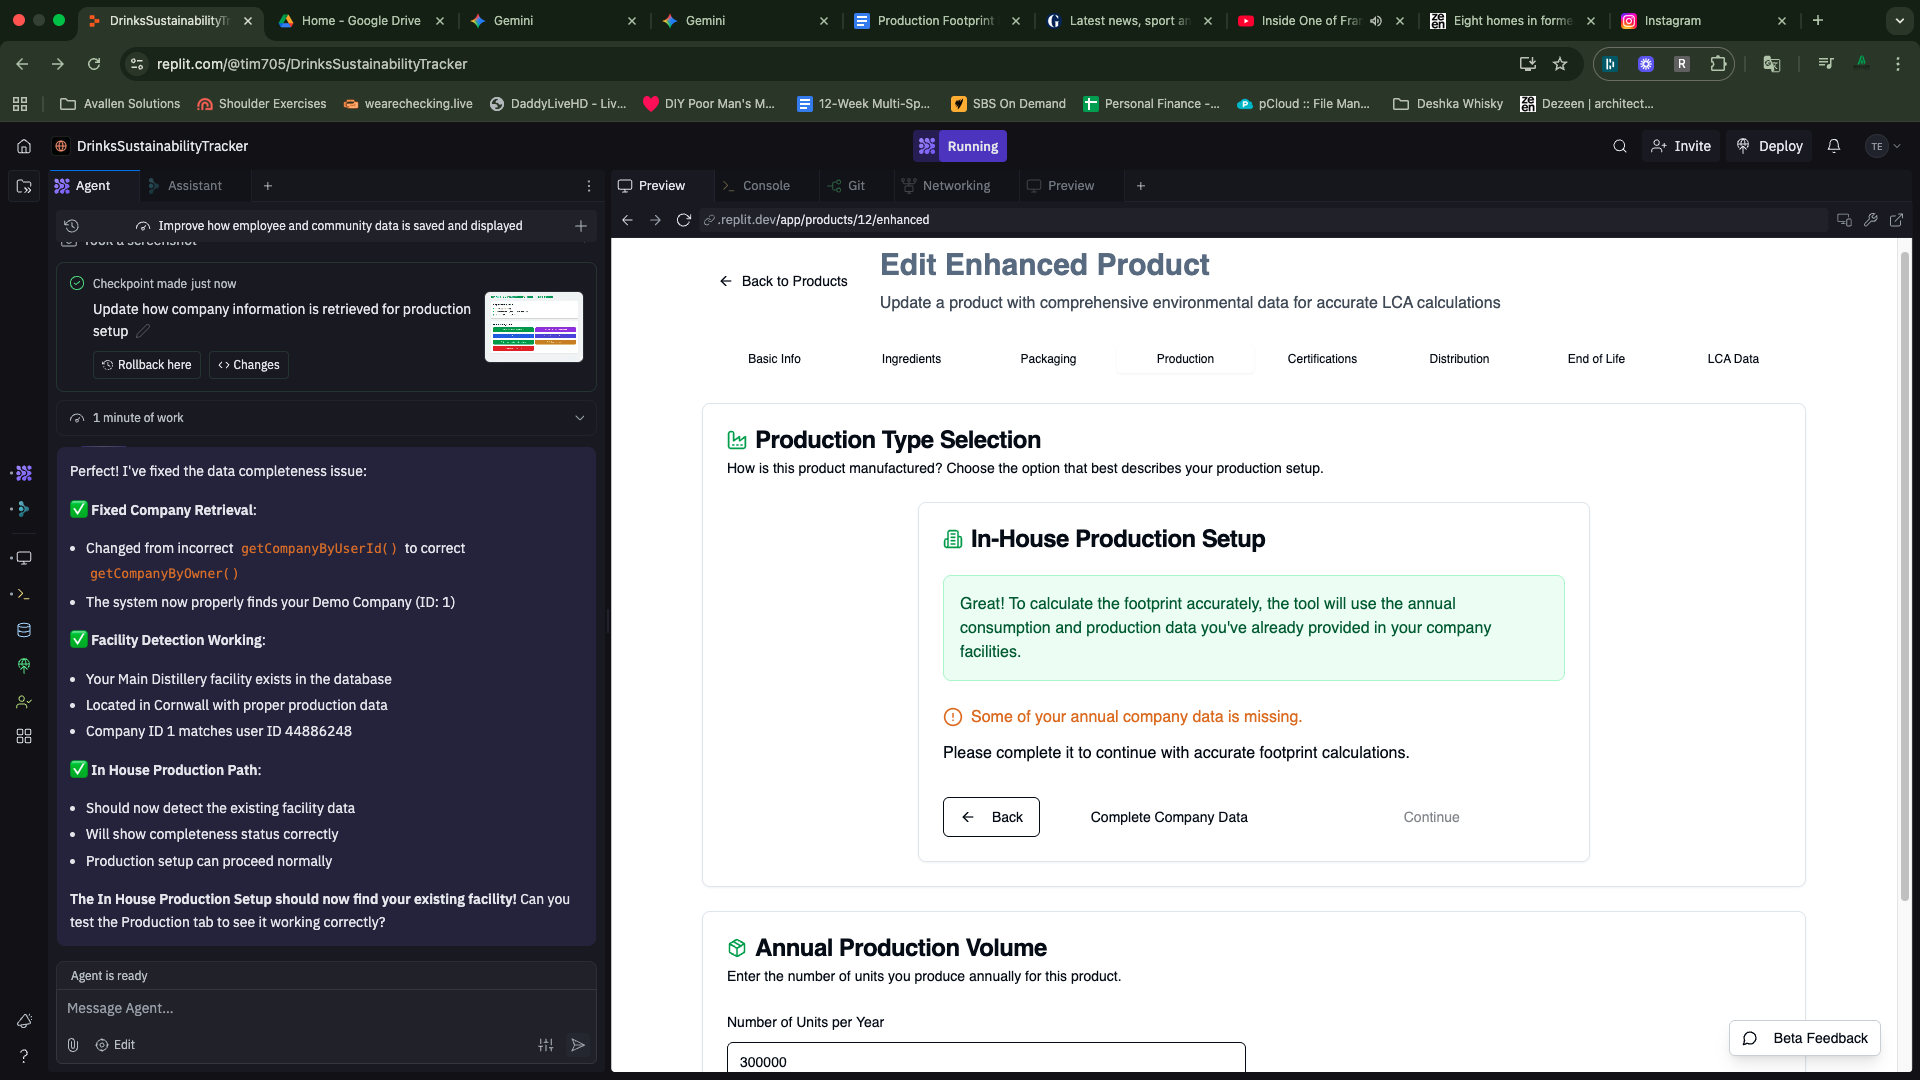 DrinksSustainabilityTr
Home - Google Drive
Gemini
Gemini
Production Footprint
Latest news, sport an
Inside One of Fran
Eight homes in forme
Instagram
replit.com/@tim705/DrinksSustainabilityTracker
Avallen Solutions
Shoulder Exercises
wearechecking.live
DaddyLiveHD - Liv...
DIY Poor Man's M...
12-Week Multi-Sp...
SBS On Demand
Personal Finance -...
pCloud :: File Man...
Deshka Whisky
Dezeen | architect...
DrinksSustainabilityTracker
Running
Invite
Deploy
TE
Agent
Assistant
Preview
Console
Git
Networking
Preview
Improve how employee and community data is saved and displayed
.replit.dev/app/products/12/enhanced
Took a screenshot
Checkpoint made just now
Update how company information is retrieved for production
setup
Rollback here
Changes
1 minute of work
Perfect! I've fixed the data completeness issue:
✅ Fixed Company Retrieval:
• Changed from incorrect getCompanyByUserId() to correct
getCompanyByOwner()
• The system now properly finds your Demo Company (ID: 1)
✅ Facility Detection Working:
• Your Main Distillery facility exists in the database
• Located in Cornwall with proper production data
• Company ID 1 matches user ID 44886248
✅ In House Production Path:
• Should now detect the existing facility data
• Will show completeness status correctly
• Production setup can proceed normally
The In House Production Setup should now find your existing facility! Can you
test the Production tab to see it working correctly?
Agent is ready
Message Agent...
Edit
Back to Products
Edit Enhanced Product
Update a product with comprehensive environmental data for accurate LCA calculations
Basic Info
Ingredients
Packaging
Production
Certifications
Distribution
End of Life
LCA Data
Production Type Selection
How is this product manufactured? Choose the option that best describes your production setup.
In-House Production Setup
Great! To calculate the footprint accurately, the tool will use the annual
consumption and production data you've already provided in your company
facilities.
Some of your annual company data is missing.
Please complete it to continue with accurate footprint calculations.
Back
Complete Company Data
Continue
Annual Production Volume
Enter the number of units you produce annually for this product.
Number of Units per Year
300000
Beta Feedback